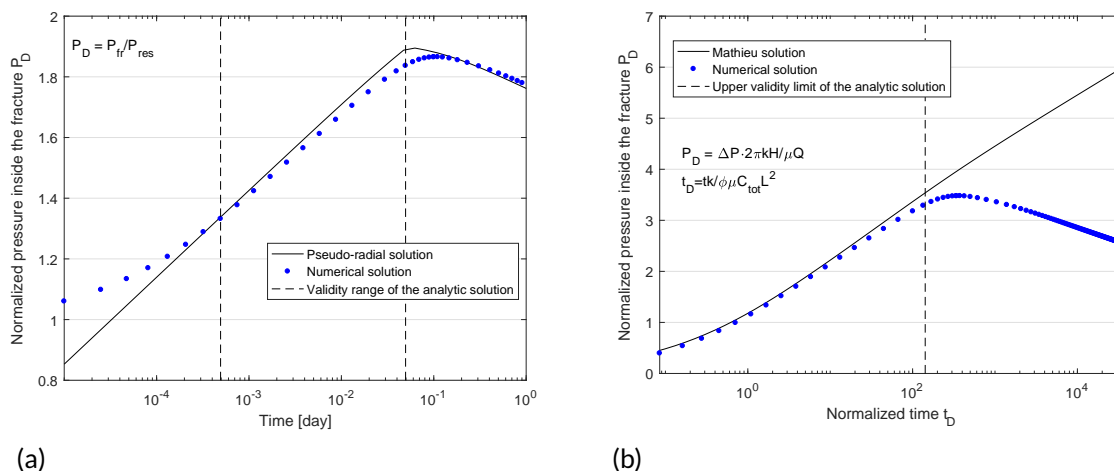 Normalized pressure inside the fracture P_D
2
1.8
1.6
1.4
1.2
1
0.8
P_D = P_fr/P_res
Pseudo-radial solution
Numerical solution
Validity range of the analytic solution
10^-4
10^-3
10^-2
10^-1
10^0
Time [day]
(a)
Normalized pressure inside the fracture P_D
7
6
5
4
3
2
1
0
Mathieu solution
Numerical solution
Upper validity limit of the analytic solution
P_D = ΔP·2πkH/μQ
t_D=tk/ϕμC_totL^2
10^0
10^2
10^4
Normalized time t_D
(b)